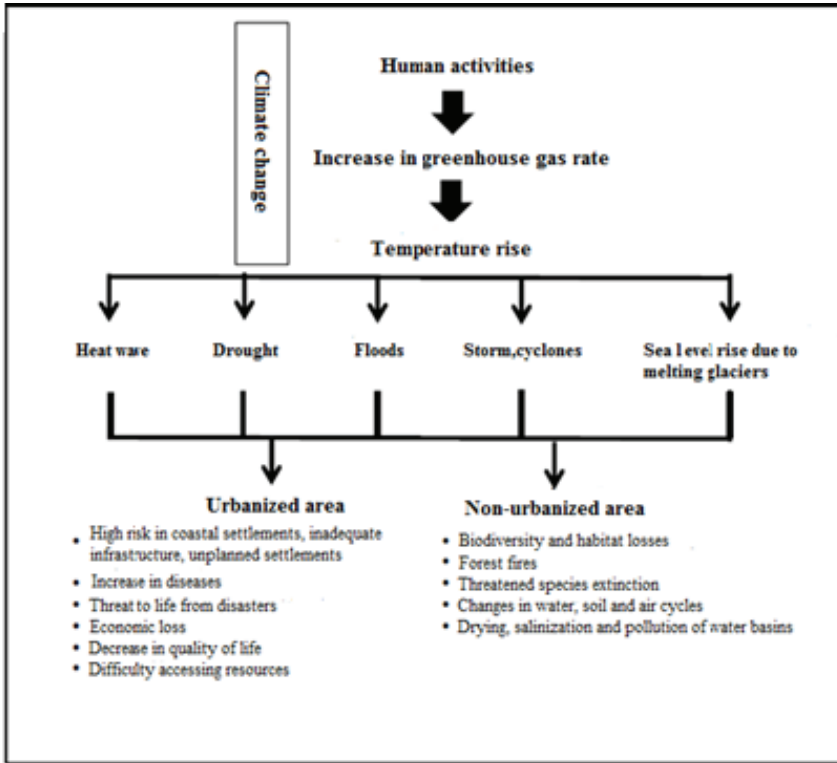 Climate change
Human activities
Increase in greenhouse gas rate
Temperature rise
Heat wave
Drought
Floods
Storm,cyclones
Sea level rise due to
melting glaciers
Urbanized area
• High risk in coastal settlements, inadequate
infrastructure, unplanned settlements
• Increase in diseases
• Threat to life from disasters
• Economic loss
• Decrease in quality of life
• Difficulty accessing resources
Non-urbanized area
• Biodiversity and habitat losses
• Forest fires
• Threatened species extinction
• Changes in water, soil and air cycles
• Drying, salinization and pollution of water basins